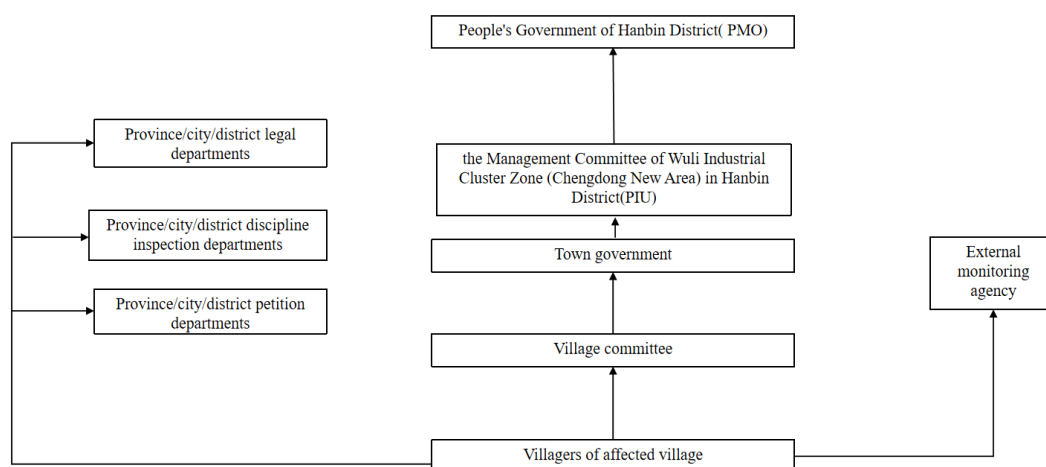 People's Government of Hanbin District( PMO)
Province/city/district legal
departments
the Management Committee of Wuli Industrial
Cluster Zone (Chengdong New Area) in Hanbin
District(PIU)
Province/city/district discipline
inspection departments
Town government
External
monitoring
agency
Province/city/district petition
departments
Village committee
Villagers of affected village